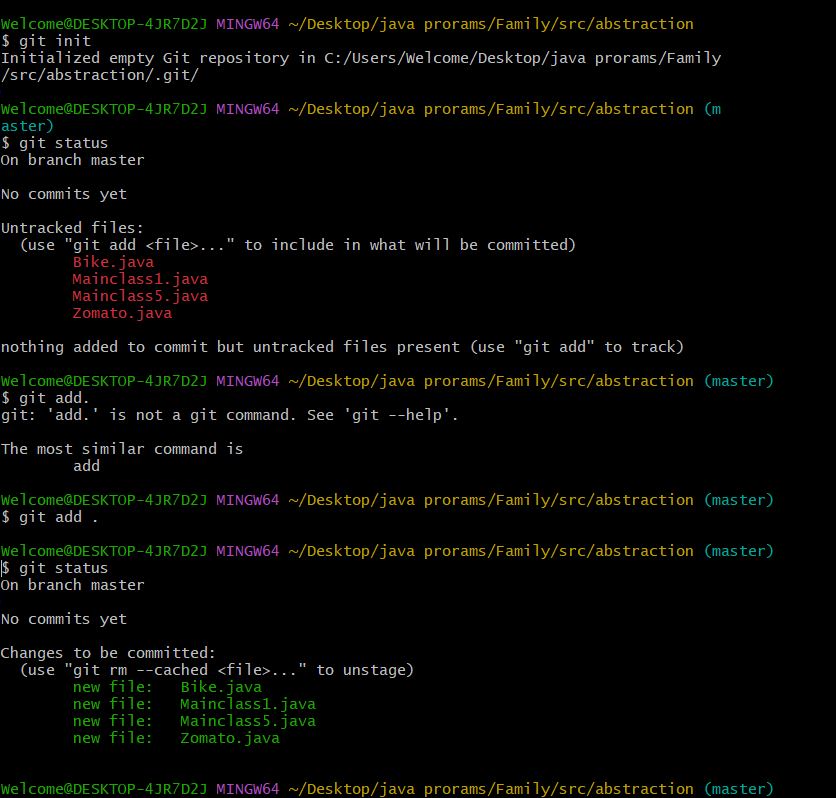 Welcome@DESKTOP-4JR7D2J MINGW64 ~/Desktop/java prorams/Family/src/abstraction
$ git init
Initialized empty Git repository in C:/Users/Welcome/Desktop/java prorams/Family
/src/abstraction/.git/
Welcome@DESKTOP-4JR7D2J MINGW64 ~/Desktop/java prorams/Family/src/abstraction (m
aster)
$ git status
On branch master
No commits yet
Untracked files:
  (use "git add <file>..." to include in what will be committed)
        Bike.java
        Mainclass1.java
        Mainclass5.java
        Zomato.java
nothing added to commit but untracked files present (use "git add" to track)
Welcome@DESKTOP-4JR7D2J MINGW64 ~/Desktop/java prorams/Family/src/abstraction (master)
$ git add.
git: 'add.' is not a git command. See 'git --help'.
The most similar command is
        add
Welcome@DESKTOP-4JR7D2J MINGW64 ~/Desktop/java prorams/Family/src/abstraction (master)
$ git add .
Welcome@DESKTOP-4JR7D2J MINGW64 ~/Desktop/java prorams/Family/src/abstraction (master)
$ git status
On branch master
No commits yet
Changes to be committed:
  (use "git rm --cached <file>..." to unstage)
        new file:   Bike.java
        new file:   Mainclass1.java
        new file:   Mainclass5.java
        new file:   Zomato.java
Welcome@DESKTOP-4JR7D2J MINGW64 ~/Desktop/java prorams/Family/src/abstraction (master)